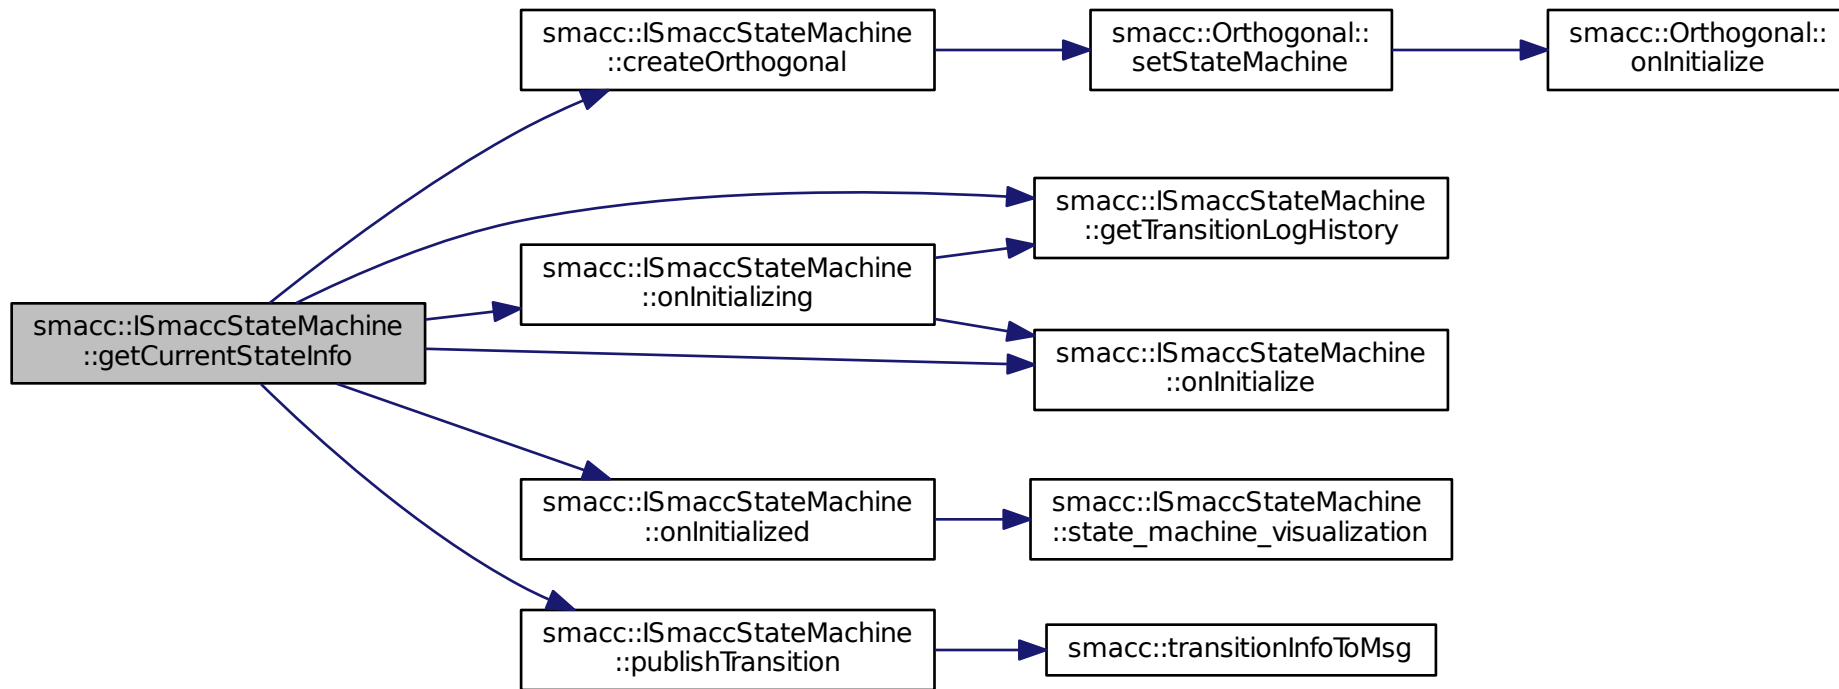 smacc::ISmaccStateMachine
::createOrthogonal
smacc::Orthogonal::
setStateMachine
smacc::Orthogonal::
onInitialize
smacc::ISmaccStateMachine
::getTransitionLogHistory
smacc::ISmaccStateMachine
::onInitializing
smacc::ISmaccStateMachine
::getCurrentStateInfo
smacc::ISmaccStateMachine
::onInitialize
smacc::ISmaccStateMachine
::onInitialized
smacc::ISmaccStateMachine
::state_machine_visualization
smacc::ISmaccStateMachine
::publishTransition
smacc::transitionInfoToMsg